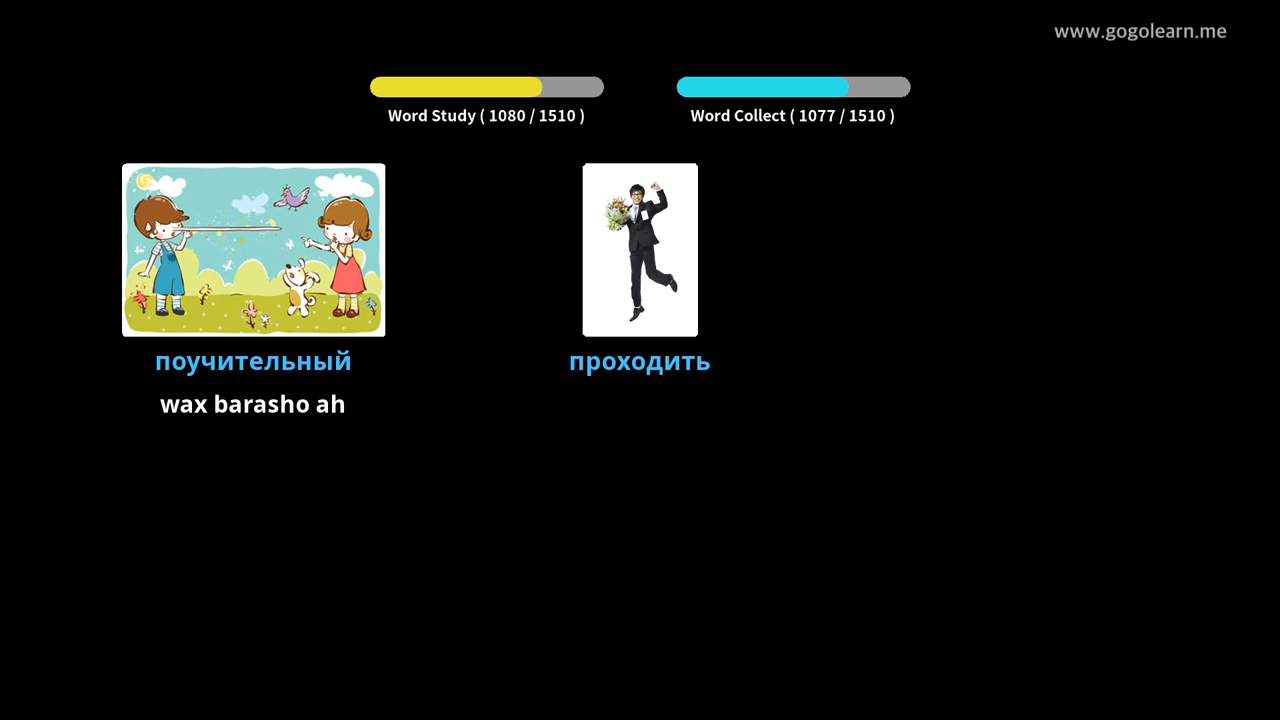 www.gogolearn.me
Word Study ( 1080 / 1510 )
Word Collect ( 1077 / 1510 )
поучительный
проходить
wax barasho ah